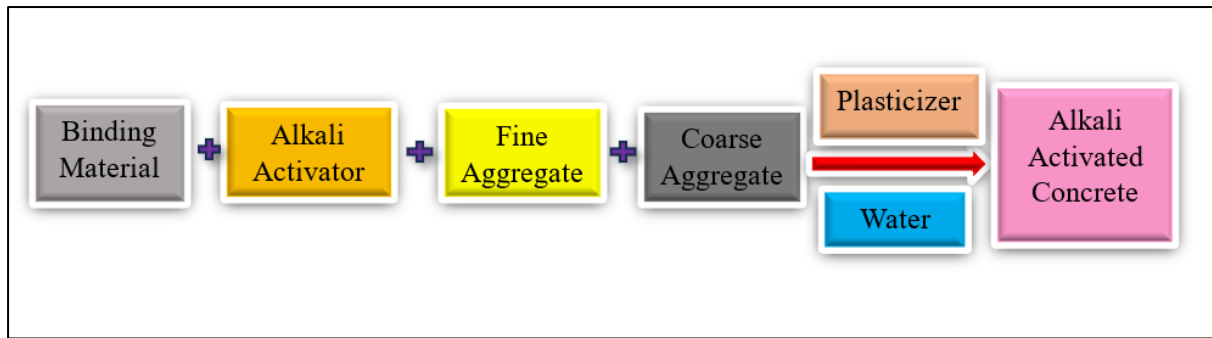 Binding
Material
+
Alkali
Activator
+
Fine
Aggregate
+
Coarse
Aggregate
Plasticizer
Water
Alkali
Activated
Concrete